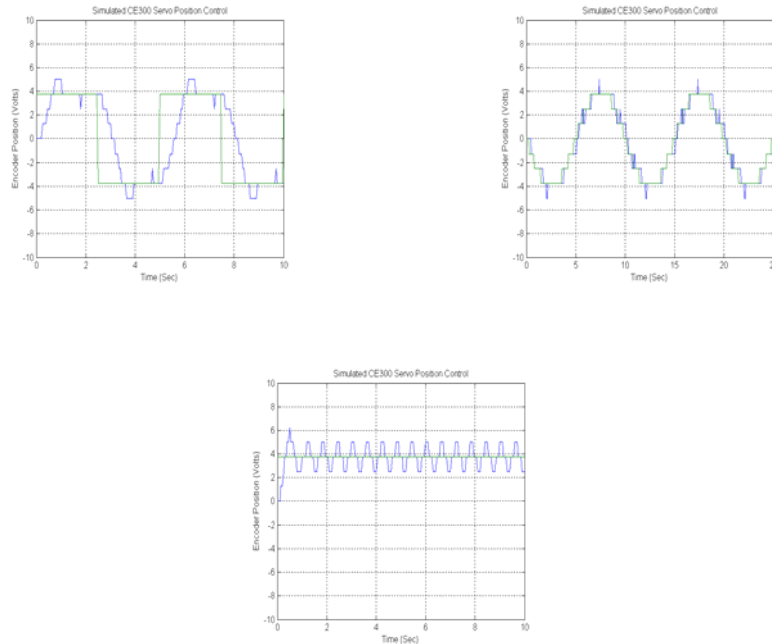 Simulated CE300 Servo Position Control
Encoder Position (Volts)
10
8
6
4
2
0
-2
-4
-6
-8
-10
0 2 4 6 8 10
Time (Sec)
Simulated CE300 Servo Position Control
Encoder Position (Volts)
10
8
6
4
2
0
-2
-4
-6
-8
-10
0 5 10 15 20 25
Time (Sec)
Simulated CE300 Servo Position Control
Encoder Position (Volts)
10
8
6
4
2
0
-2
-4
-6
-8
-10
0 2 4 6 8 10
Time (Sec)